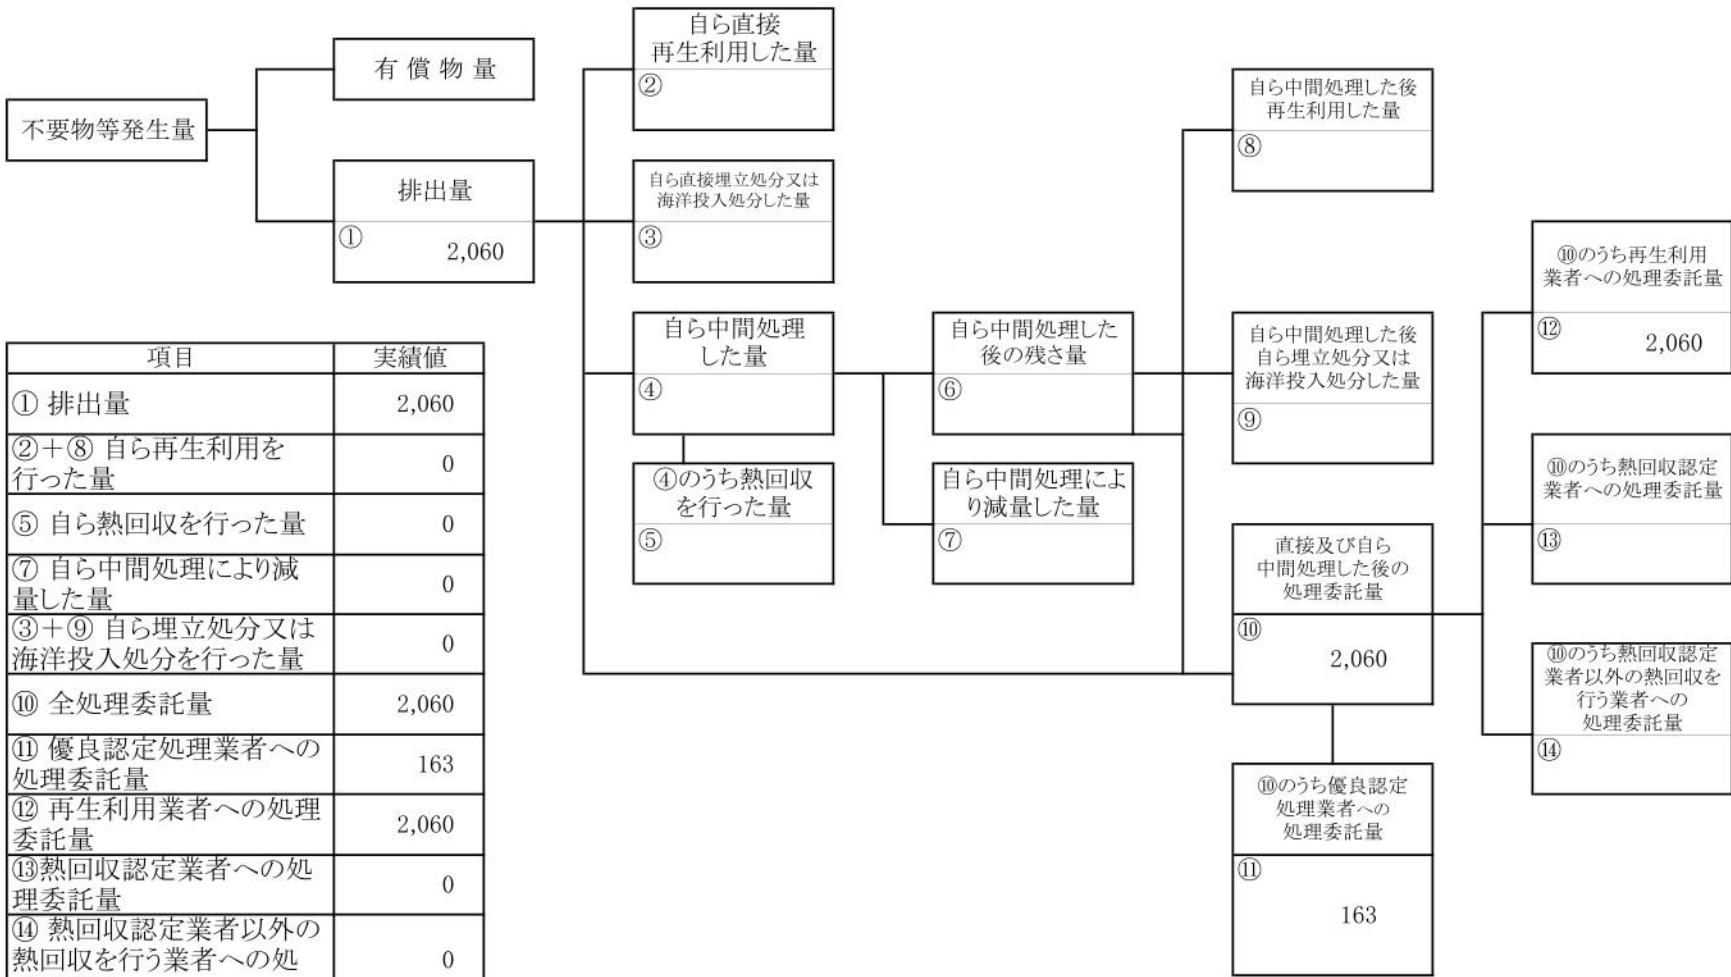 不要物等発生量
有 償 物 量
排出量
①
2,060
自ら直接
再生利用した量
②
自ら直接埋立処分又は
海洋投入処分した量
③
自ら中間処理
した量
④
④のうち熱回収
を行った量
⑤
自ら中間処理した
後の残さ量
⑥
自ら中間処理によ
り減量した量
⑦
自ら中間処理した後
再生利用した量
⑧
自ら中間処理した後
自ら埋立処分又は
海洋投入処分した量
⑨
直接及び自ら
中間処理した後の
処理委託量
⑩
2,060
⑩のうち優良認定
処理業者への
処理委託量
⑪
163
⑩のうち再生利用
業者への処理委託量
⑫
2,060
⑩のうち熱回収認定
業者への処理委託量
⑬
⑩のうち熱回収認定
業者以外の熱回収を
行う業者への
処理委託量
⑭
項目 実績値
① 排出量 2,060
②+⑧ 自ら再生利用を
行った量 0
⑤ 自ら熱回収を行った量 0
⑦ 自ら中間処理により減
量した量 0
③+⑨ 自ら埋立処分又は
海洋投入処分を行った量 0
⑩ 全処理委託量 2,060
⑪ 優良認定処理業者への
処理委託量 163
⑫ 再生利用業者への処理
委託量 2,060
⑬熱回収認定業者への処
理委託量 0
⑭ 熱回収認定業者以外の
熱回収を行う業者への処 0